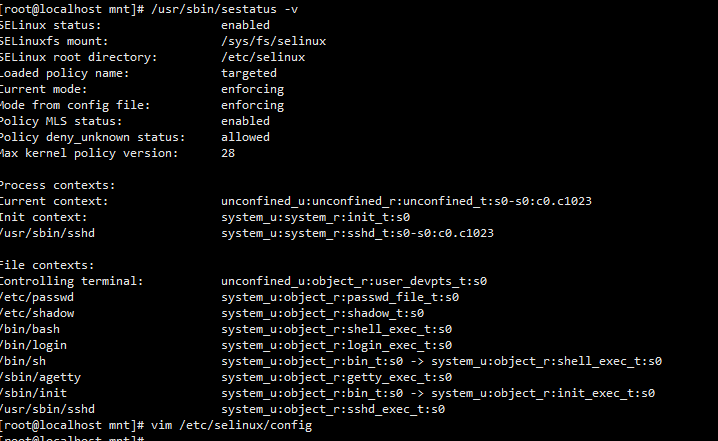 [root@localhost mnt]# /usr/sbin/sestatus -v
SELinux status:                 enabled
SELinuxfs mount:                /sys/fs/selinux
SELinux root directory:         /etc/selinux
Loaded policy name:             targeted
Current mode:                   enforcing
Mode from config file:          enforcing
Policy MLS status:              enabled
Policy deny_unknown status:     allowed
Max kernel policy version:      28

Process contexts:
Current context:                unconfined_u:unconfined_r:unconfined_t:s0-s0:c0.c1023
Init context:                   system_u:system_r:init_t:s0
/usr/sbin/sshd                  system_u:system_r:sshd_t:s0-s0:c0.c1023

File contexts:
Controlling terminal:           unconfined_u:object_r:user_devpts_t:s0
/etc/passwd                     system_u:object_r:passwd_file_t:s0
/etc/shadow                     system_u:object_r:shadow_t:s0
/bin/bash                       system_u:object_r:shell_exec_t:s0
/bin/login                      system_u:object_r:login_exec_t:s0
/bin/sh                         system_u:object_r:bin_t:s0 -> system_u:object_r:shell_exec_t:s0
/sbin/agetty                    system_u:object_r:getty_exec_t:s0
/sbin/init                      system_u:object_r:bin_t:s0 -> system_u:object_r:init_exec_t:s0
/usr/sbin/sshd                  system_u:object_r:sshd_exec_t:s0
[root@localhost mnt]# vim /etc/selinux/config
[root@localhost mnt]#